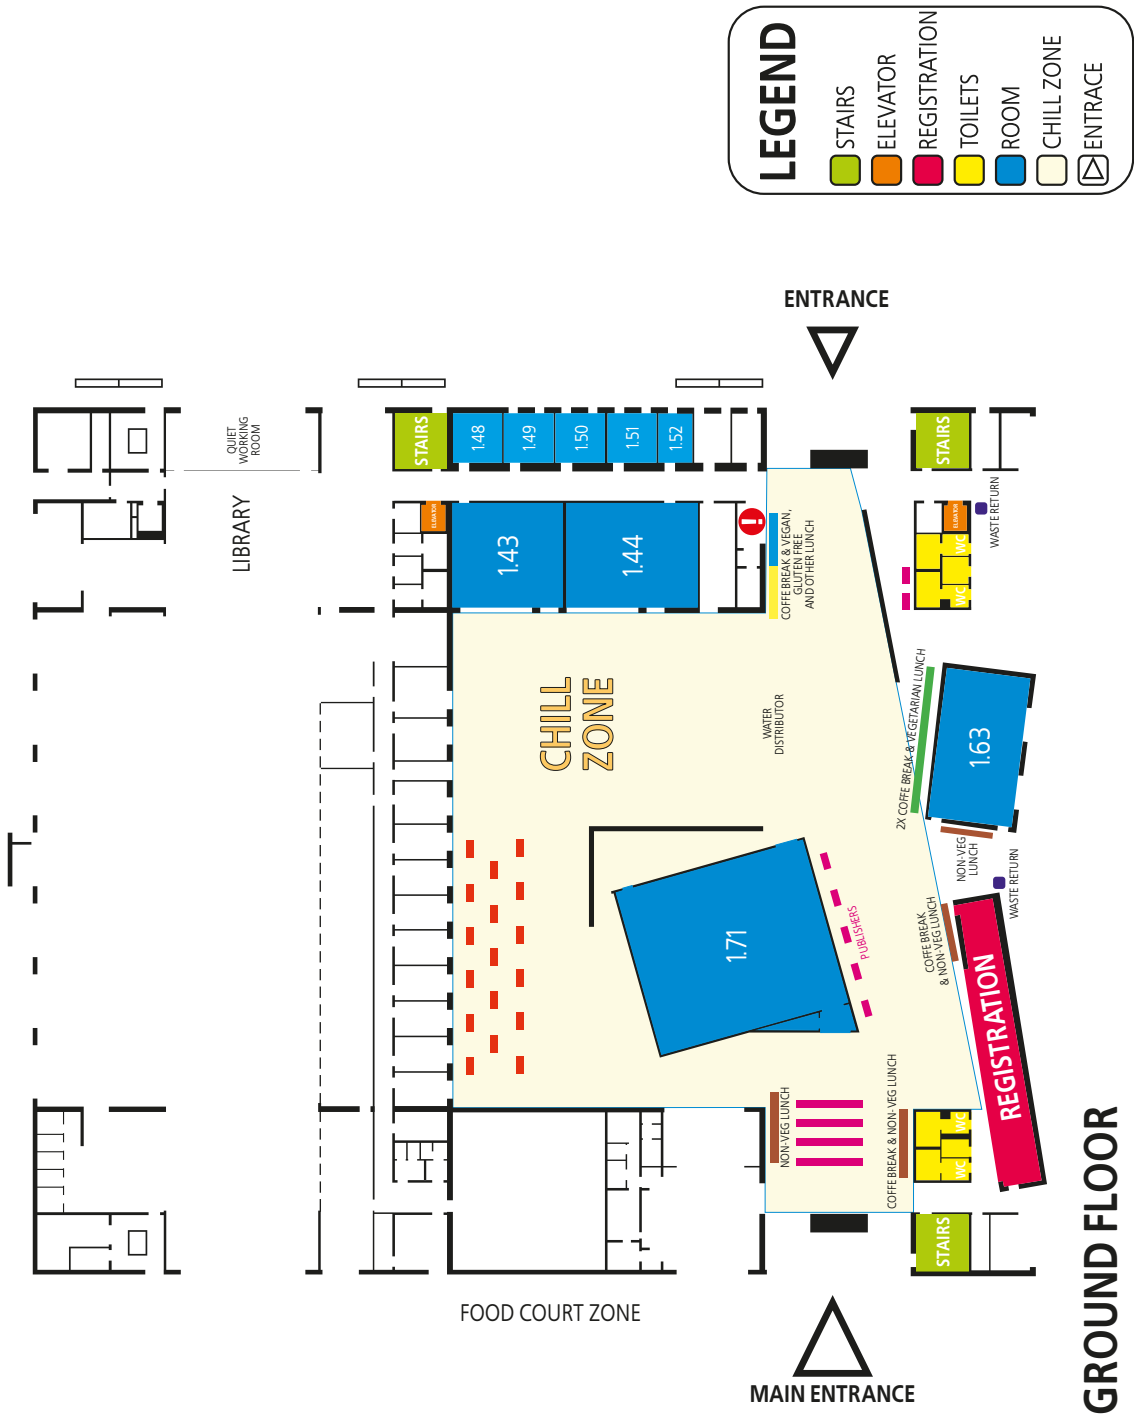 LEGEND
STAIRS
ELEVATOR
REGISTRATION
TOILETS
ROOM
CHILL ZONE
ENTRACE
ENTRANCE
QUIET
WORKING
ROOM
LIBRARY
STAIRS
1.48
1.49
1.50
1.51
1.52
STAIRS
ELEVATOR
1.43
1.44
!
COFFE BREAK & VEGAN,
GLUTEN FREE
AND OTHER LUNCH
ELEVATOR
WASTE RETURN
WC
WC
CHILL
ZONE
WATER
DISTRIBUTOR
2X COFFE BREAK & VEGETARIAN LUNCH
1.63
NON-VEG
LUNCH
WASTE RETURN
1.71
PUBLISHERS
COFFE BREAK
& NON-VEG LUNCH
REGISTRATION
NON-VEG LUNCH
COFFE BREAK & NON-VEG LUNCH
WC
WC
STAIRS
FOOD COURT ZONE
MAIN ENTRANCE
GROUND FLOOR